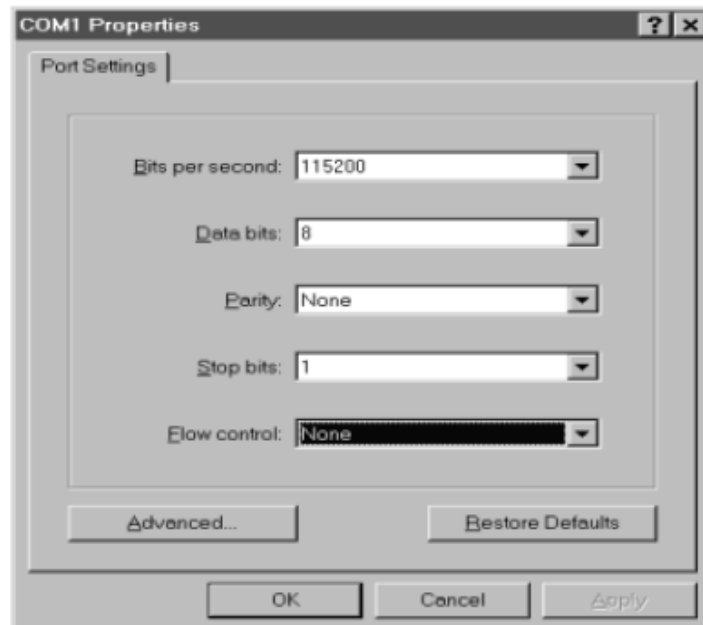 COM1 Properties
Port Settings
Bits per second: 115200
Data bits: 8
Parity: None
Stop bits: 1
Flow control: None
Advanced...
Restore Defaults
OK
Cancel
Apply